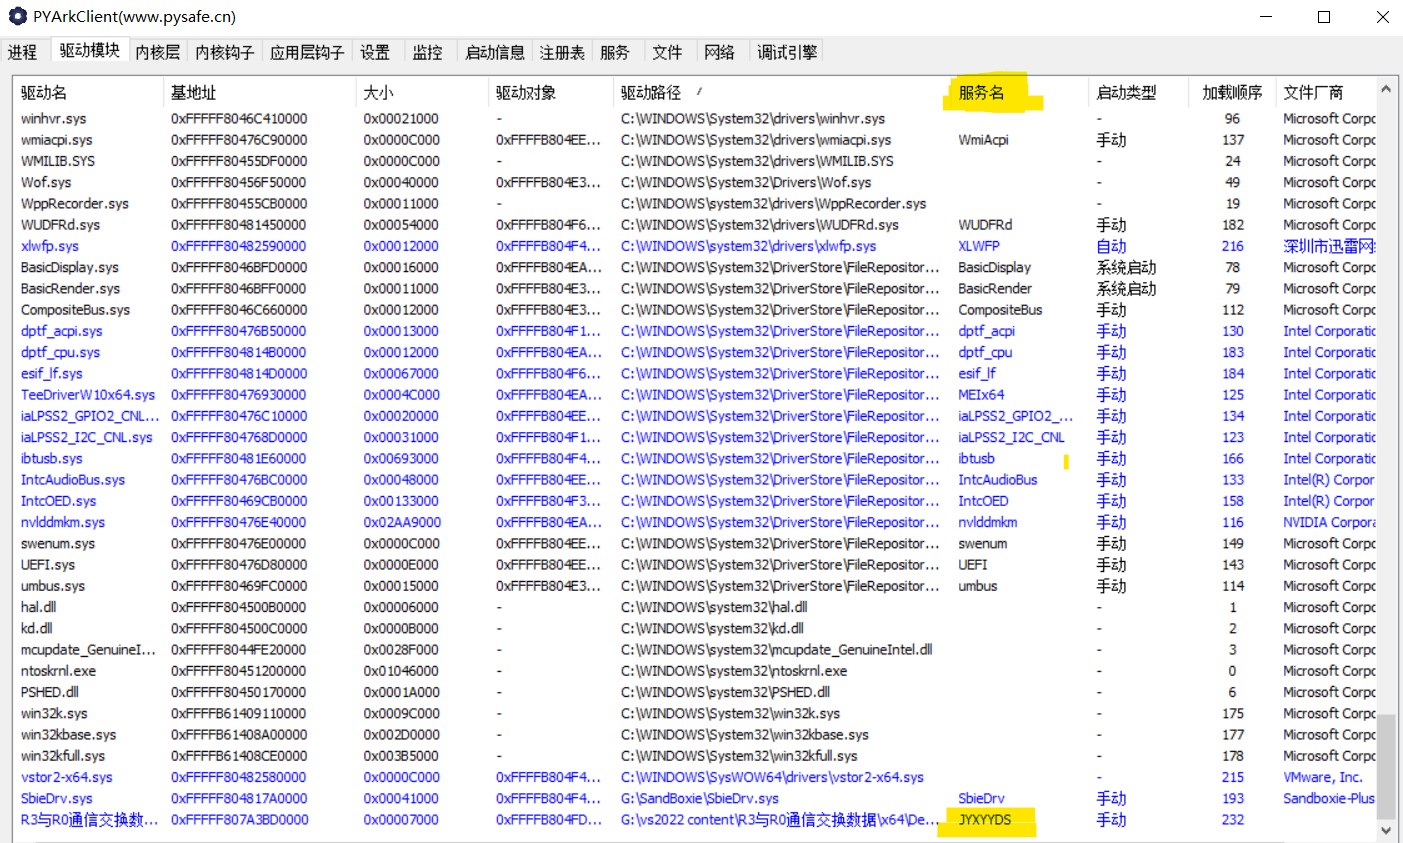 PYArkClient(www.pysafe.cn)
进程 驱动模块 内核层 内核钩子 应用层钩子 设置 监控 启动信息 注册表 服务 文件 网络 调试引擎
驱动名 基地址 大小 驱动对象 驱动路径 服务名 启动类型 加载顺序 文件厂商
winhvr.sys 0xFFFFF8046C410000 0x00021000 - C:\WINDOWS\System32\drivers\winhvr.sys - 96 Microsoft Corpc
wmiacpi.sys 0xFFFFF80476C90000 0x0000C000 0xFFFFB804EE... C:\WINDOWS\System32\drivers\wmiacpi.sys WmiAcpi 手动 137 Microsoft Corpc
WMILIB.SYS 0xFFFFF80455DF0000 0x0000C000 - C:\WINDOWS\System32\drivers\WMILIB.SYS - 24 Microsoft Corpc
Wof.sys 0xFFFFF80456F50000 0x00040000 0xFFFFB804E3... C:\WINDOWS\System32\Drivers\Wof.sys - 49 Microsoft Corpc
WppRecorder.sys 0xFFFFF80455CB0000 0x00011000 - C:\WINDOWS\system32\drivers\WppRecorder.sys - 19 Microsoft Corpc
WUDFRd.sys 0xFFFFF80481450000 0x00054000 0xFFFFB804F6... C:\WINDOWS\System32\drivers\WUDFRd.sys WUDFRd 手动 182 Microsoft Corpc
xlwfp.sys 0xFFFFF80482590000 0x00012000 0xFFFFB804F4... C:\WINDOWS\system32\drivers\xlwfp.sys XLWFP 自动 216 深圳市迅雷网
BasicDisplay.sys 0xFFFFF8046BFD0000 0x00016000 0xFFFFB804EA... C:\WINDOWS\System32\DriverStore\FileRepositor... BasicDisplay 系统启动 78 Microsoft Corpc
BasicRender.sys 0xFFFFF8046BFF0000 0x00011000 0xFFFFB804E3... C:\WINDOWS\System32\DriverStore\FileRepositor... BasicRender 系统启动 79 Microsoft Corpc
CompositeBus.sys 0xFFFFF8046C660000 0x00012000 0xFFFFB804E3... C:\WINDOWS\System32\DriverStore\FileRepositor... CompositeBus 手动 112 Microsoft Corpc
dptf_acpi.sys 0xFFFFF80476B50000 0x00013000 0xFFFFB804F1... C:\WINDOWS\System32\DriverStore\FileRepositor... dptf_acpi 手动 130 Intel Corporatic
dptf_cpu.sys 0xFFFFF804814B0000 0x00012000 0xFFFFB804EA... C:\WINDOWS\System32\DriverStore\FileRepositor... dptf_cpu 手动 183 Intel Corporatic
esif_lf.sys 0xFFFFF804814D0000 0x00067000 0xFFFFB804F6... C:\WINDOWS\System32\DriverStore\FileRepositor... esif_lf 手动 184 Intel Corporatic
TeeDriverW10x64.sys 0xFFFFF80476930000 0x0004C000 0xFFFFB804EA... C:\WINDOWS\System32\DriverStore\FileRepositor... MEIx64 手动 125 Intel Corporatic
iaLPSS2_GPIO2_CNL... 0xFFFFF80476C10000 0x00020000 0xFFFFB804EE... C:\WINDOWS\System32\DriverStore\FileRepositor... iaLPSS2_GPIO2_... 手动 134 Intel Corporatic
iaLPSS2_I2C_CNL.sys 0xFFFFF804768D0000 0x00031000 0xFFFFB804F1... C:\WINDOWS\System32\DriverStore\FileRepositor... iaLPSS2_I2C_CNL 手动 123 Intel Corporatic
ibtusb.sys 0xFFFFF80481E60000 0x00693000 0xFFFFB804F4... C:\WINDOWS\System32\DriverStore\FileRepositor... ibtusb 手动 166 Intel Corporatic
IntcAudioBus.sys 0xFFFFF80476BC0000 0x00048000 0xFFFFB804EE... C:\WINDOWS\System32\DriverStore\FileRepositor... IntcAudioBus 手动 133 Intel(R) Corpor
IntcOED.sys 0xFFFFF80469CB0000 0x00133000 0xFFFFB804F3... C:\WINDOWS\System32\DriverStore\FileRepositor... IntcOED 手动 158 Intel(R) Corpor
nvlddmkm.sys 0xFFFFF80476E40000 0x02AA9000 0xFFFFB804EA... C:\WINDOWS\System32\DriverStore\FileRepositor... nvlddmkm 手动 116 NVIDIA Corpora
swenum.sys 0xFFFFF80476E00000 0x0000C000 0xFFFFB804EE... C:\WINDOWS\System32\DriverStore\FileRepositor... swenum 手动 149 Microsoft Corpc
UEFI.sys 0xFFFFF80476D80000 0x0000E000 0xFFFFB804EE... C:\WINDOWS\System32\DriverStore\FileRepositor... UEFI 手动 143 Microsoft Corpc
umbus.sys 0xFFFFF80469FC0000 0x00015000 0xFFFFB804E3... C:\WINDOWS\System32\DriverStore\FileRepositor... umbus 手动 114 Microsoft Corpc
hal.dll 0xFFFFF804500B0000 0x00006000 - C:\WINDOWS\system32\hal.dll - 1 Microsoft Corpc
kd.dll 0xFFFFF804500C0000 0x0000B000 - C:\WINDOWS\system32\kd.dll - 2 Microsoft Corpc
mcupdate_GenuineI... 0xFFFFF8044FE20000 0x0028F000 - C:\WINDOWS\system32\mcupdate_GenuineIntel.dll - 3 Microsoft Corpc
ntoskrnl.exe 0xFFFFF80451200000 0x01046000 - C:\WINDOWS\system32\ntoskrnl.exe - 0 Microsoft Corpc
PSHED.dll 0xFFFFF80450170000 0x0001A000 - C:\WINDOWS\system32\PSHED.dll - 6 Microsoft Corpc
win32k.sys 0xFFFFB61409110000 0x0009C000 - C:\WINDOWS\System32\win32k.sys - 175 Microsoft Corpc
win32kbase.sys 0xFFFFB61408A00000 0x002D0000 - C:\WINDOWS\System32\win32kbase.sys - 177 Microsoft Corpc
win32kfull.sys 0xFFFFB61408CE0000 0x003B5000 - C:\WINDOWS\System32\win32kfull.sys - 178 Microsoft Corpc
vstor2-x64.sys 0xFFFFF80482580000 0x0000C000 0xFFFFB804F4... C:\WINDOWS\SysWOW64\drivers\vstor2-x64.sys - 215 VMware, Inc.
SbieDrv.sys 0xFFFFF804817A0000 0x00041000 0xFFFFB804F4... G:\SandBoxie\SbieDrv.sys SbieDrv 手动 193 Sandboxie-Plus
R3与R0通信交换数... 0xFFFFF807A3BD0000 0x00007000 0xFFFFB804FD... G:\vs2022 content\R3与R0通信交换数据\x64\De... JYXYYDS 手动 232